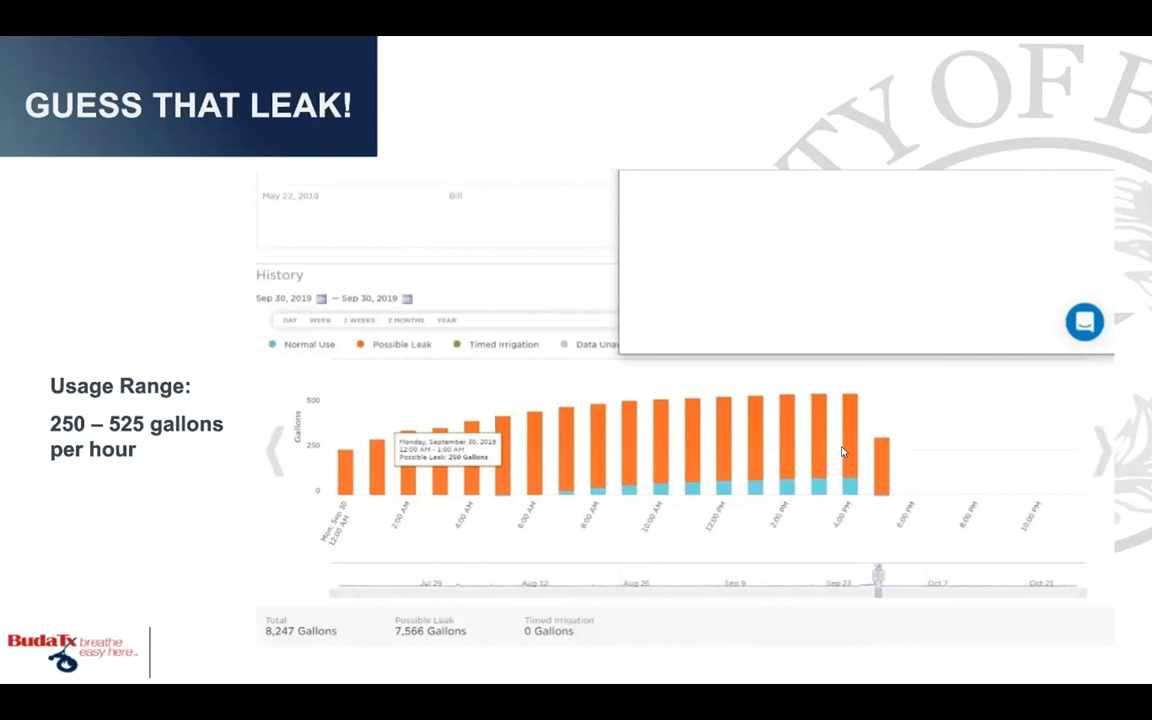 GUESS THAT LEAK!
CITY OF B
May 22, 2019 Bill
History
Sep 30, 2019 — Sep 30, 2019
DAY WEEK 2 WEEKS 2 MONTHS YEAR
Normal Use Possible Leak Timed Irrigation Data Una
Usage Range:
250 – 525 gallons
per hour
Gallons
500
250
0
Monday, September 30, 2019
12:00 AM - 1:00 AM
Possible Leak: 250 Gallons
Mon, Sep 30
12:00 AM
2:00 AM
4:00 AM
6:00 AM
8:00 AM
10:00 AM
12:00 PM
2:00 PM
4:00 PM
6:00 PM
8:00 PM
10:00 PM
Jul 29 Aug 12 Aug 26 Sep 9 Sep 23 Oct 7 Oct 21
Total Possible Leak Timed Irrigation
8,247 Gallons 7,566 Gallons 0 Gallons
BudaTx breathe
easy here.™